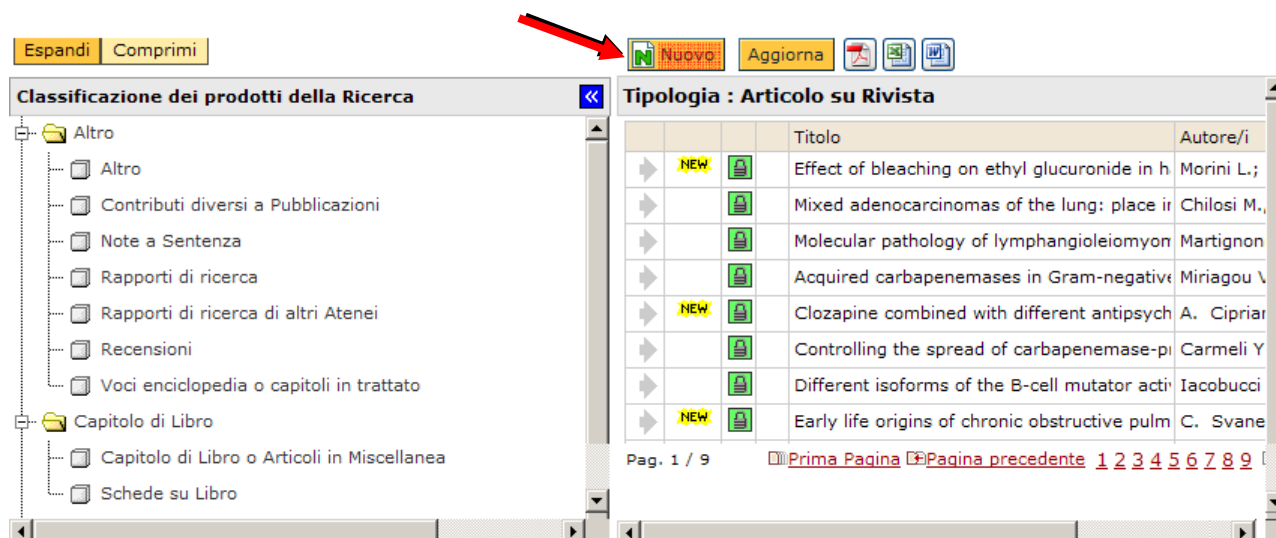 Espandi Comprimi
Classificazione dei prodotti della Ricerca
Altro
Altro
Contributi diversi a Pubblicazioni
Note a Sentenza
Rapporti di ricerca
Rapporti di ricerca di altri Atenei
Recensioni
Voci enciclopedia o capitoli in trattato
Capitolo di Libro
Capitolo di Libro o Articoli in Miscellanea
Schede su Libro
Nuovo Aggiorna
Tipologia : Articolo su Rivista
Titolo Autore/i
NEW Effect of bleaching on ethyl glucuronide in h Morini L.;
Mixed adenocarcinomas of the lung: place in Chilosi M.,
Molecular pathology of lymphangioleiomyom Martignon
Acquired carbapenemases in Gram-negative Miriagou V
NEW Clozapine combined with different antipsych A. Ciprian
Controlling the spread of carbapenemase-p Carmeli Y
Different isoforms of the B-cell mutator activ Iacobucci
NEW Early life origins of chronic obstructive pulm C. Svane
Pag. 1 / 9 Prima Pagina Pagina precedente 1 2 3 4 5 6 7 8 9